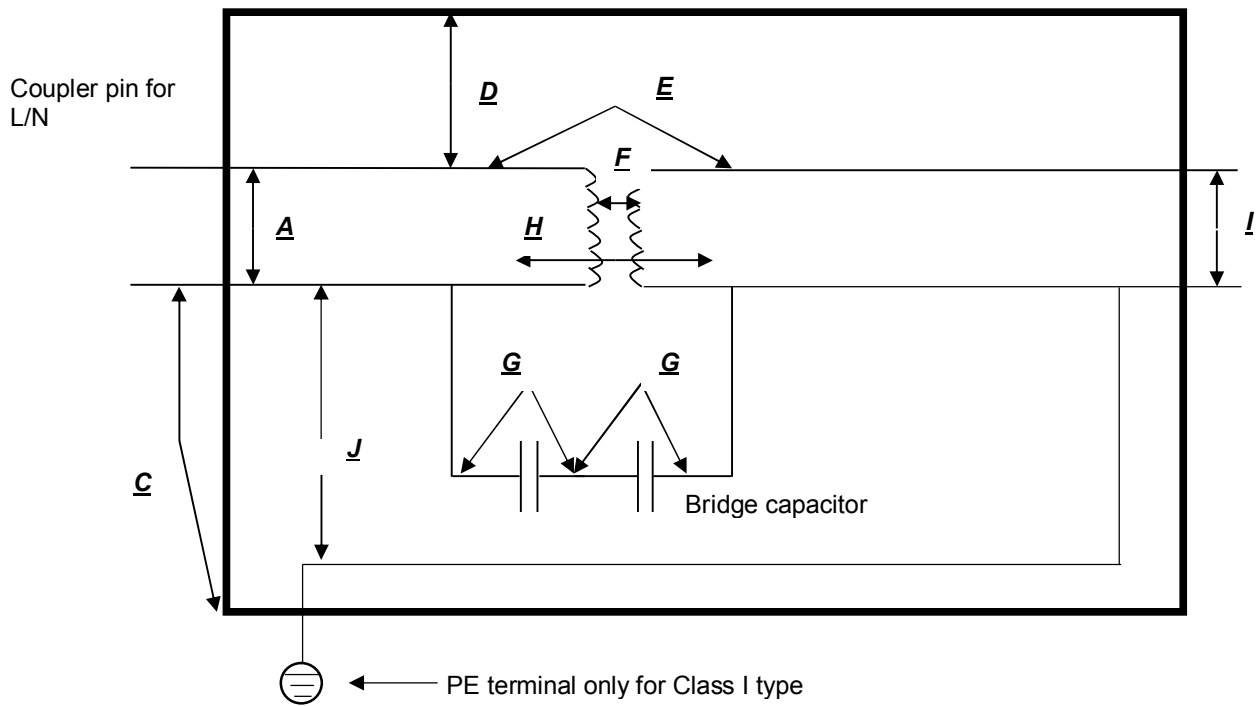 Coupler pin for
L/N
D
E
F
A
H
I
G
G
J
C
Bridge capacitor
PE terminal only for Class I type